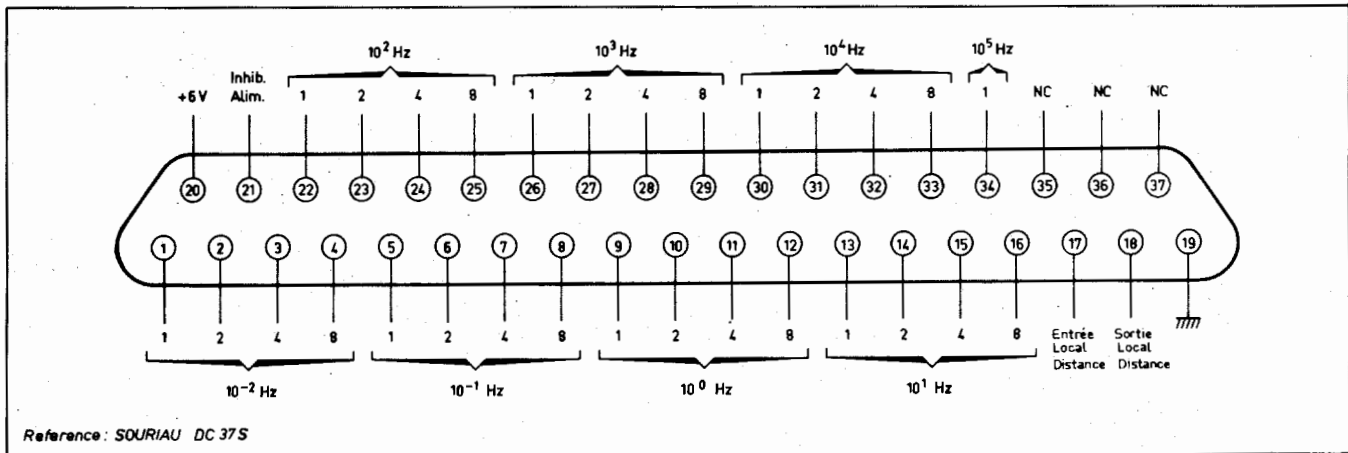 10² Hz 10³ Hz 10⁴ Hz 10⁵ Hz
Inhib.
+6V Alim. 1 2 4 8 1 2 4 8 1 2 4 8 1 NC NC NC
20 21 22 23 24 25 26 27 28 29 30 31 32 33 34 35 36 37
1 2 3 4 5 6 7 8 9 10 11 12 13 14 15 16 17 18 19
1 2 4 8 1 2 4 8 1 2 4 8 1 2 4 8 Entrée Sortie
Local Local
Distance Distance
10⁻² Hz 10⁻¹ Hz 10⁰ Hz 10¹ Hz
Reference : SOURIAU DC 37S